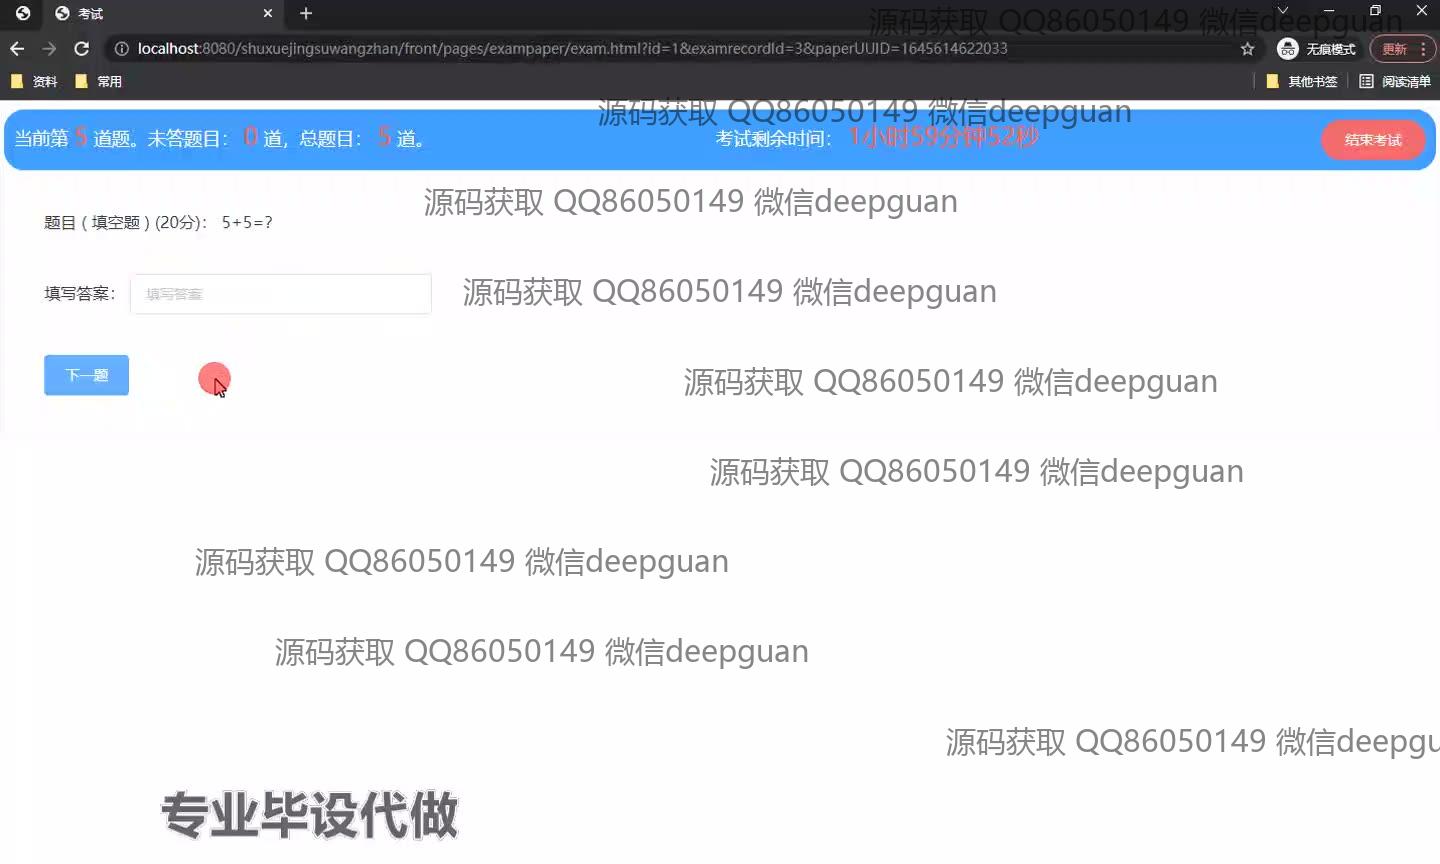 考试
源码获取 QQ86050149 微信deepguan
localhost:8080/shuxuejingsuwangzhan/front/pages/exampaper/exam.html?id=1&examrecordId=3&paperUUID=1645614622033
无痕模式
更新
资料
常用
其他书签
阅读清单
源码获取 QQ86050149 微信deepguan
当前第 5 道题。未答题目： 0 道，总题目： 5 道。
考试剩余时间： 1小时59分钟52秒
结束考试
源码获取 QQ86050149 微信deepguan
题目 ( 填空题 ) (20分)： 5+5=?
填写答案：
填写答案
源码获取 QQ86050149 微信deepguan
下一题
源码获取 QQ86050149 微信deepguan
源码获取 QQ86050149 微信deepguan
源码获取 QQ86050149 微信deepguan
源码获取 QQ86050149 微信deepguan
源码获取 QQ86050149 微信deepgu
专业毕设代做